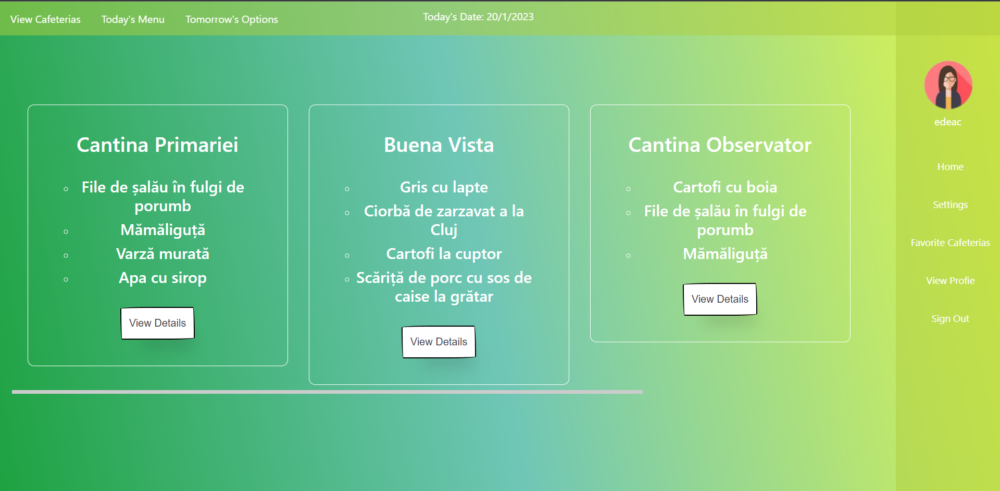 View Cafeterias
Today's Menu
Tomorrow's Options
Today's Date: 20/1/2023
Cantina Primariei
File de șalău în fulgi de
porumb
Mămăliguță
Varză murată
Apa cu sirop
View Details
Buena Vista
Gris cu lapte
Ciorbă de zarzavat a la
Cluj
Cartofi la cuptor
Scăriță de porc cu sos de
caise la grătar
View Details
Cantina Observator
Cartofi cu boia
File de șalău în fulgi de
porumb
Mămăliguță
View Details
edeac
Home
Settings
Favorite Cafeterias
View Profie
Sign Out